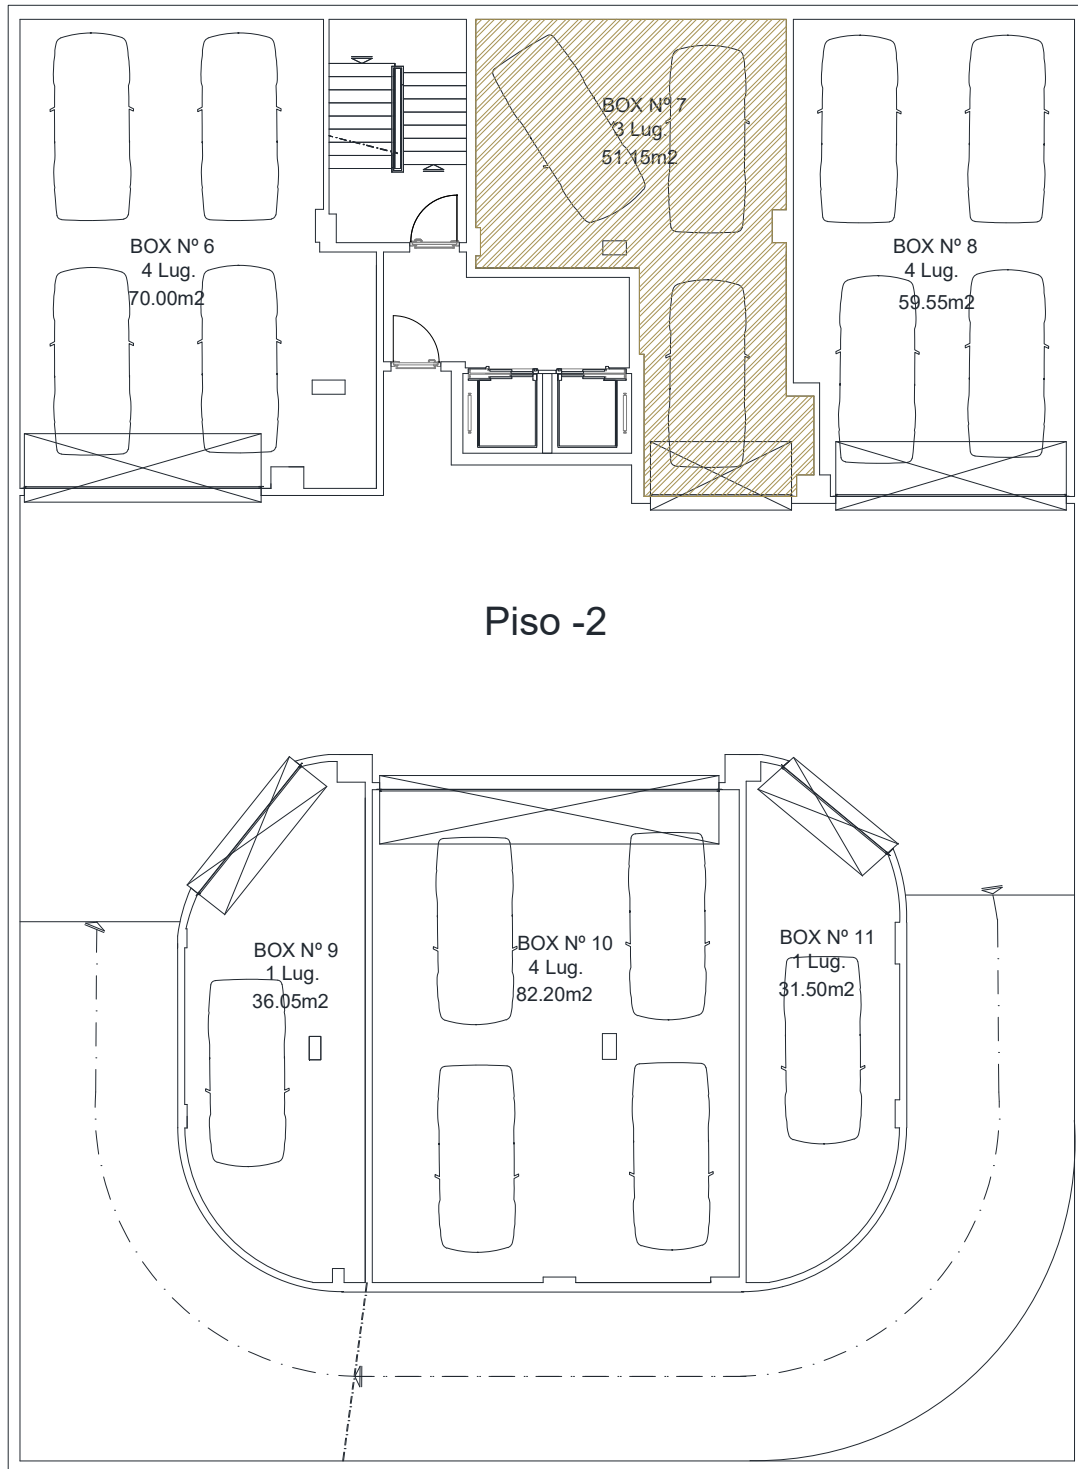 BOX Nº 7
3 Lug.
51.15m2
BOX Nº 6
4 Lug.
70.00m2
BOX Nº 8
4 Lug.
59.55m2
Piso -2
BOX Nº 9
1 Lug.
36.05m2
BOX Nº 10
4 Lug.
82.20m2
BOX Nº 11
1 Lug.
31.50m2